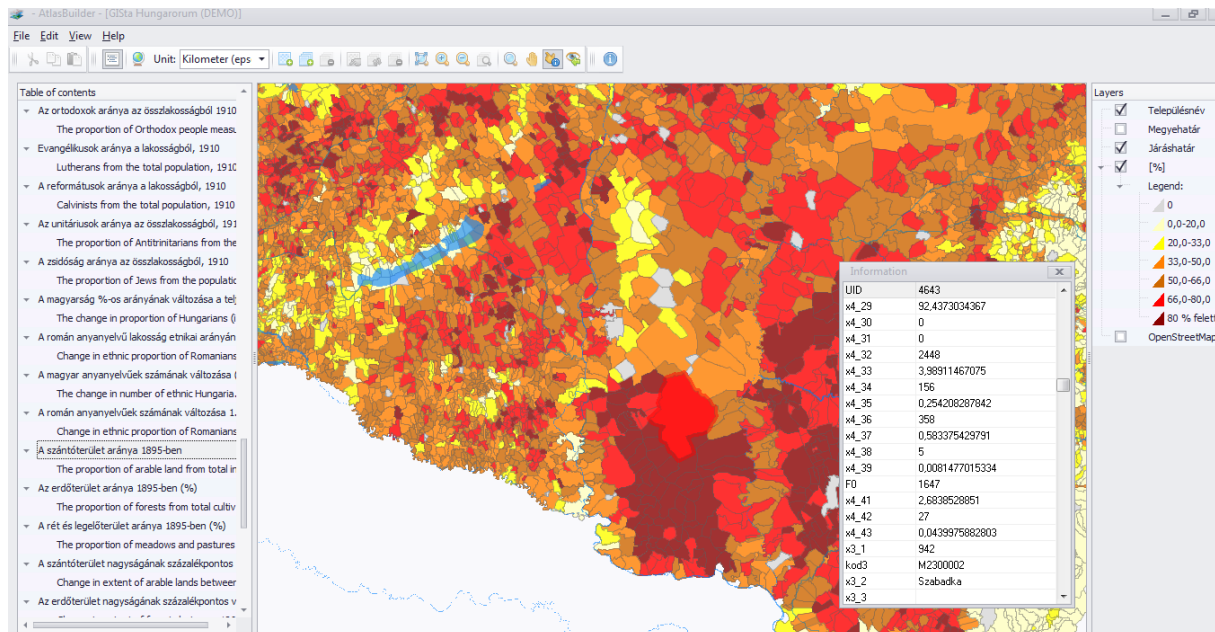 - AtlasBuilder - [GISta Hungarorum (DEMO)]
File Edit View Help
Unit: Kilometer (eps
Table of contents
Az ortodoxok aránya az összlakosságból 1910
The proportion of Orthodox people measu
Evangélikusok aránya a lakosságból, 1910
Lutherans from the total population, 1910
A reformátusok aránya a lakosságból, 1910
Calvinists from the total population, 1910
Az unitáriusok aránya az összlakosságból, 191
The proportion of Antitrinitarians from the
A zsidóság aránya az összlakosságból, 1910
The proportion of Jews from the populatic
A magyarság %-os arányának változása a telj
The change in proportion of Hungarians (i
A román anyanyelvű lakosság etnikai arányán
Change in ethnic proportion of Romanians
A magyar anyanyelvűek számának változása (
The change in number of ethnic Hungaria
A román anyanyelvűek számának változása 1
Change in ethnic proportion of Romanians
A szántóterület aránya 1895-ben
The proportion of arable land from total ir
Az erdőterület aránya 1895-ben (%)
The proportion of forests from total cultiv
A rét és legelőterület aránya 1895-ben (%)
The proportion of meadows and pastures
A szántóterület nagyságának százalékpontos
Change in extent of arable lands between
Az erdőterület nagyságának százalékpontos v
Information
UID 4643
x4_29 92,4373034367
x4_30 0
x4_31 0
x4_32 2448
x4_33 3,98911467075
x4_34 156
x4_35 0,254208287842
x4_36 358
x4_37 0,583375429791
x4_38 5
x4_39 0,0081477015334
F0 1647
x4_41 2,6838528851
x4_42 27
x4_43 0,0439975882803
x3_1 942
kod3 M2300002
x3_2 Szabadka
x3_3
Layers
Településnév
Megyehatár
Járáshatár
[%]
Legend:
0
0,0-20,0
20,0-33,0
33,0-50,0
50,0-66,0
66,0-80,0
80 % felett
OpenStreetMap